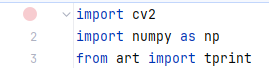 import cv2
2 import numpy as np
3 from art import tprint